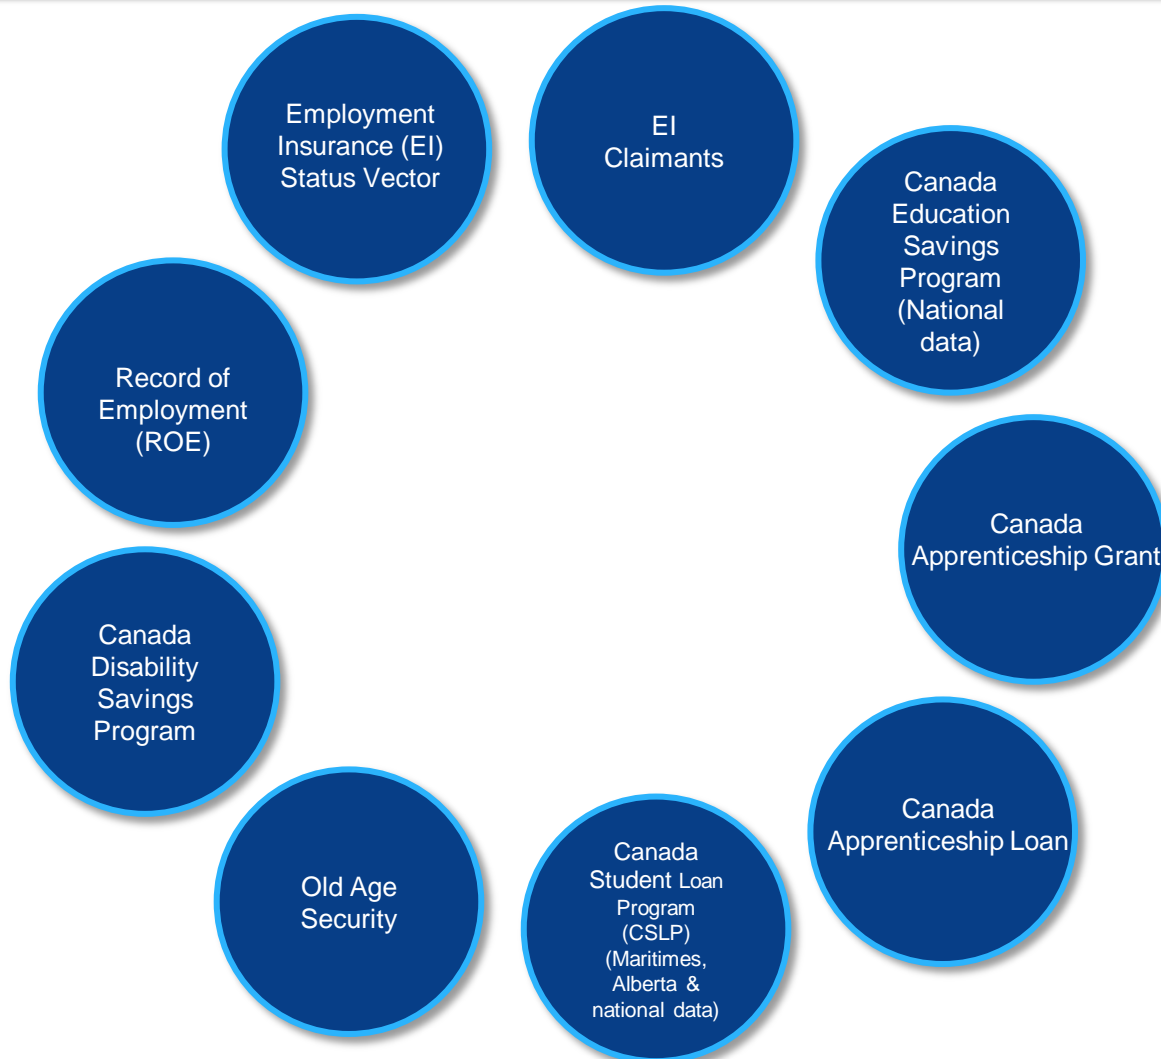 Employment
Insurance (EI)
Status Vector
EI
Claimants
Canada
Education
Savings
Program
(National
data)
Canada
Apprenticeship Grant
Canada
Apprenticeship Loan
Canada
Student Loan
Program
(CSLP)
(Maritimes,
Alberta &
national data)
Old Age
Security
Canada
Disability
Savings
Program
Record of
Employment
(ROE)